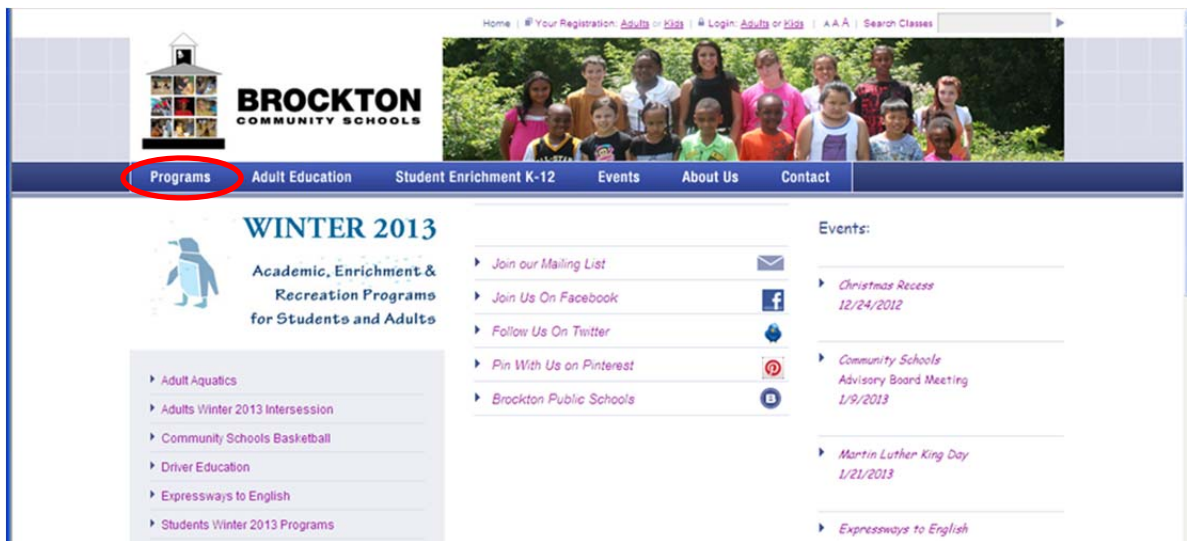 Home | Your Registration: Adults or Kids | Login: Adults or Kids | A A A | Search Classes
BROCKTON
COMMUNITY SCHOOLS
Programs Adult Education Student Enrichment K-12 Events About Us Contact
WINTER 2013
Academic, Enrichment &
Recreation Programs
for Students and Adults
Adult Aquatics
Adults Winter 2013 Intersession
Community Schools Basketball
Driver Education
Expressways to English
Students Winter 2013 Programs
Join our Mailing List
Join Us On Facebook
f
Follow Us On Twitter
Pin With Us on Pinterest
Brockton Public Schools
B
Events:
Christmas Recess
12/24/2012
Community Schools
Advisory Board Meeting
1/9/2013
Martin Luther King Day
1/21/2013
Expressways to English